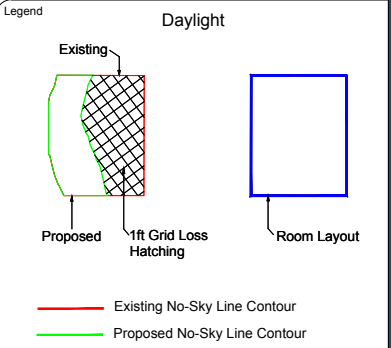 Legend
Daylight
Existing
Proposed
1ft Grid Loss
Hatching
Room Layout
Existing No-Sky Line Contour
Proposed No-Sky Line Contour